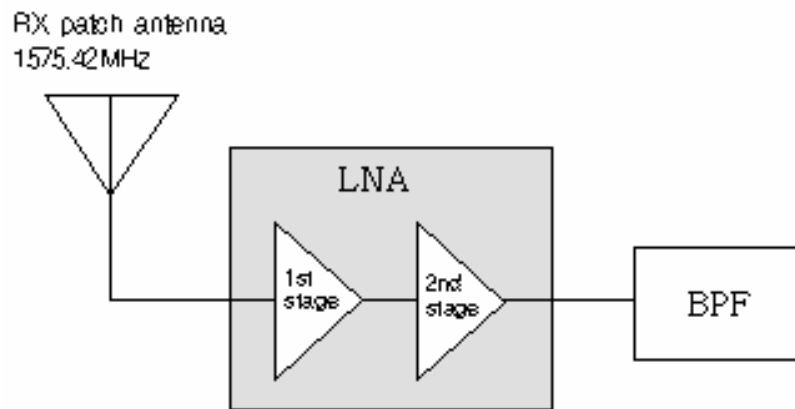 RX patch antenna
1575.42MHz
LNA
1st
stage
2nd
stage
BPF